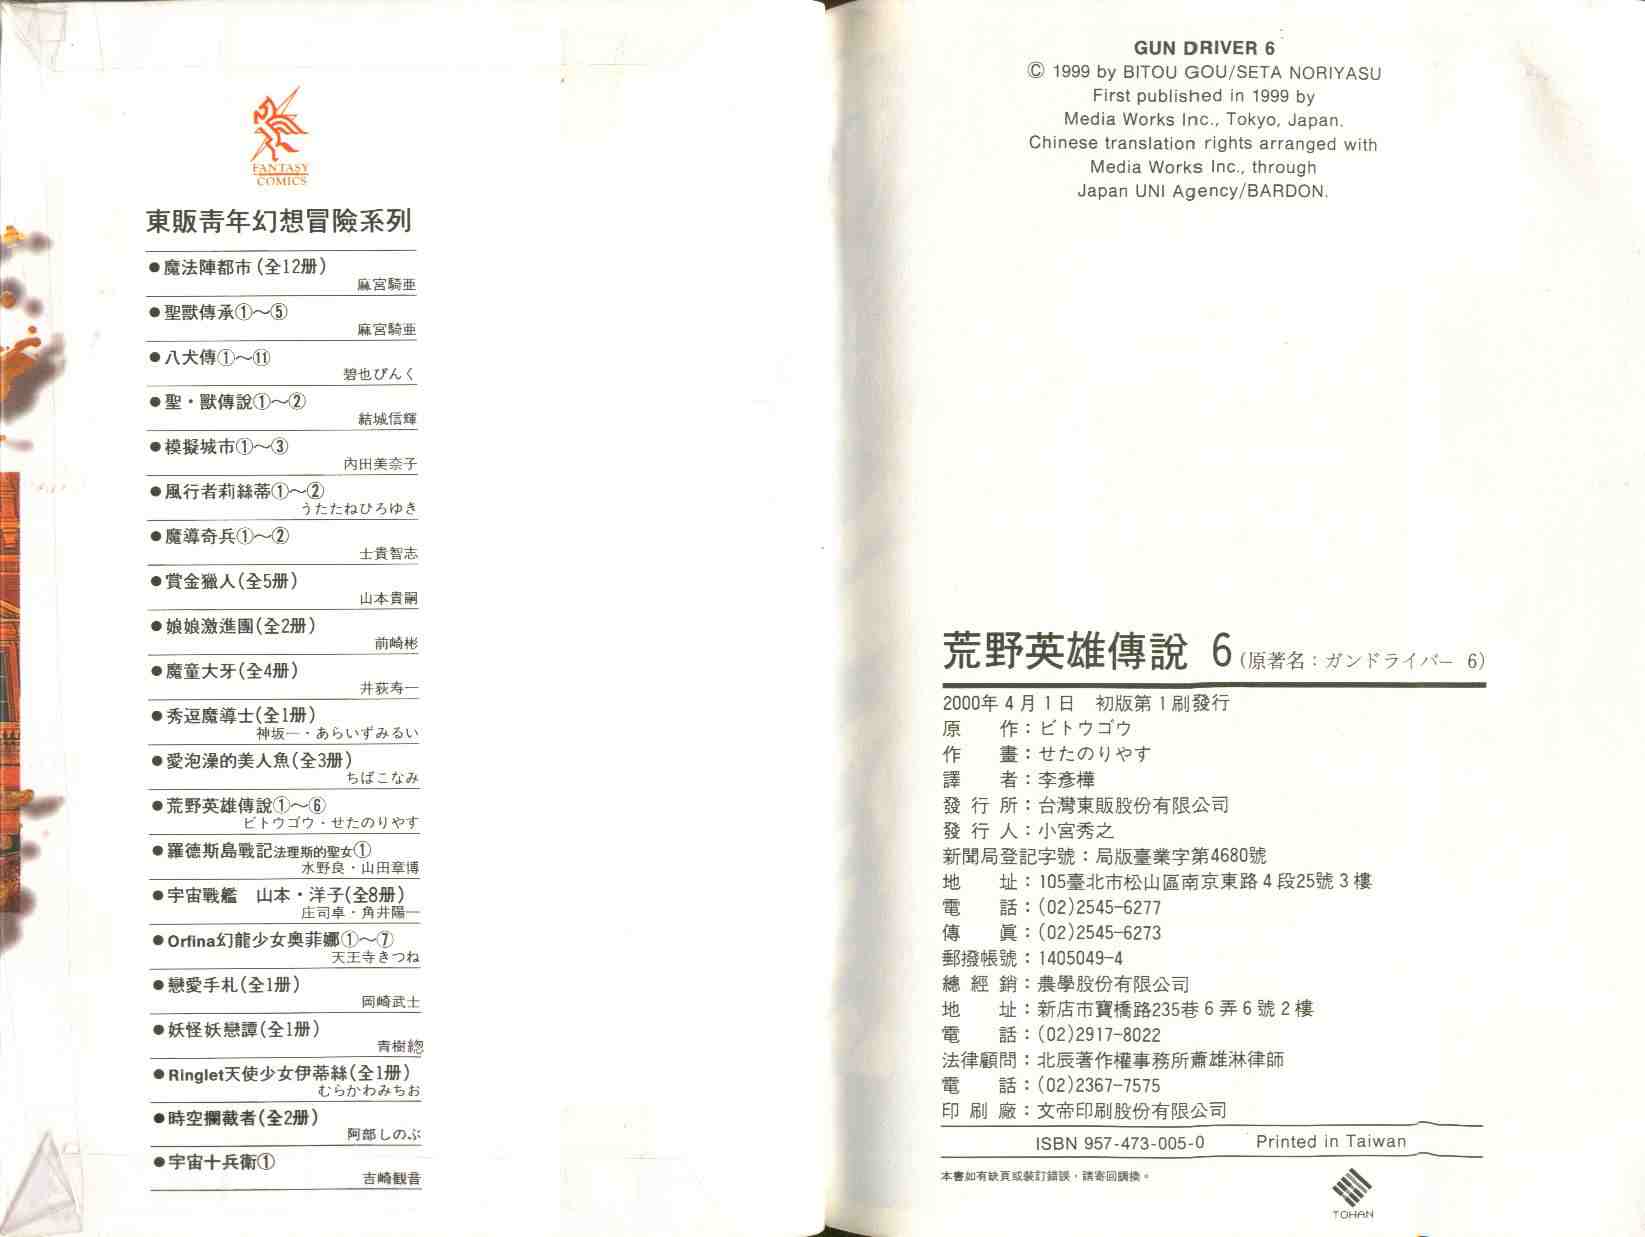 FANTASY
COMICS
東販青年幻想冒險系列
●魔法陣都市(全12册)
麻宮騎亜
●聖獸傳承①～⑤
麻宮騎亜
●八犬傳①～⑪
碧也ぴんく
●聖・獸傳說①～②
結城信輝
●模擬城市①～③
內田美奈子
●風行者莉絲蒂①～②
うたたねひろゆき
●魔導奇兵①～②
士貴智志
●賞金獵人(全5册)
山本貴嗣
●娘娘激進團(全2册)
前崎彬
●魔童大牙(全4册)
井荻寿一
●秀逗魔導士(全1册)
神坂一・あらいずみるい
●愛泡澡的美人魚(全3册)
ちばこなみ
●荒野英雄傳說①～⑥
ビトウゴウ・せたのりやす
●羅德斯島戰記法理斯的聖女①
水野良・山田章博
●宇宙戰艦　山本・洋子(全8册)
庄司卓・角井陽一
●Orfina幻龍少女奧菲娜①～⑦
天王寺きつね
●戀愛手札(全1册)
岡崎武士
●妖怪妖戀譚(全1册)
青樹緫
●Ringlet天使少女伊蒂絲(全1册)
むらかわみちお
●時空攔截者(全2册)
阿部しのぶ
●宇宙十兵衛①
吉崎観音
GUN DRIVER 6
© 1999 by BITOU GOU/SETA NORIYASU
First published in 1999 by
Media Works Inc., Tokyo, Japan.
Chinese translation rights arranged with
Media Works Inc., through
Japan UNI Agency/BARDON.
荒野英雄傳說 6(原著名：ガンドライバー 6)
2000年4月1日　初版第1刷發行
原　　作：ビトウゴウ
作　　畫：せたのりやす
譯　　者：李彥樺
發 行 所：台灣東販股份有限公司
發 行 人：小宮秀之
新聞局登記字號：局版臺業字第4680號
地　　址：105臺北市松山區南京東路4段25號3樓
電　　話：(02)2545-6277
傳　　眞：(02)2545-6273
郵撥帳號：1405049-4
總 經 銷：農學股份有限公司
地　　址：新店市寶橋路235巷6弄6號2樓
電　　話：(02)2917-8022
法律顧問：北辰著作權事務所蕭雄淋律師
電　　話：(02)2367-7575
印 刷 廠：文帝印刷股份有限公司
ISBN 957-473-005-0　Printed in Taiwan
本書如有缺頁或裝訂錯誤，請寄回調換。
TOHAN